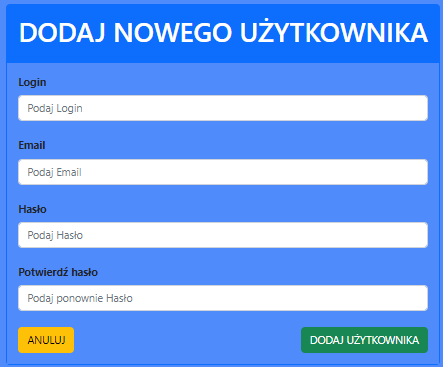 DODAJ NOWEGO UŻYTKOWNIKA
Login
Podaj Login
Email
Podaj Email
Hasło
Podaj Hasło
Potwierdź hasło
Podaj ponownie Hasło
ANULUJ
DODAJ UŻYTKOWNIKA